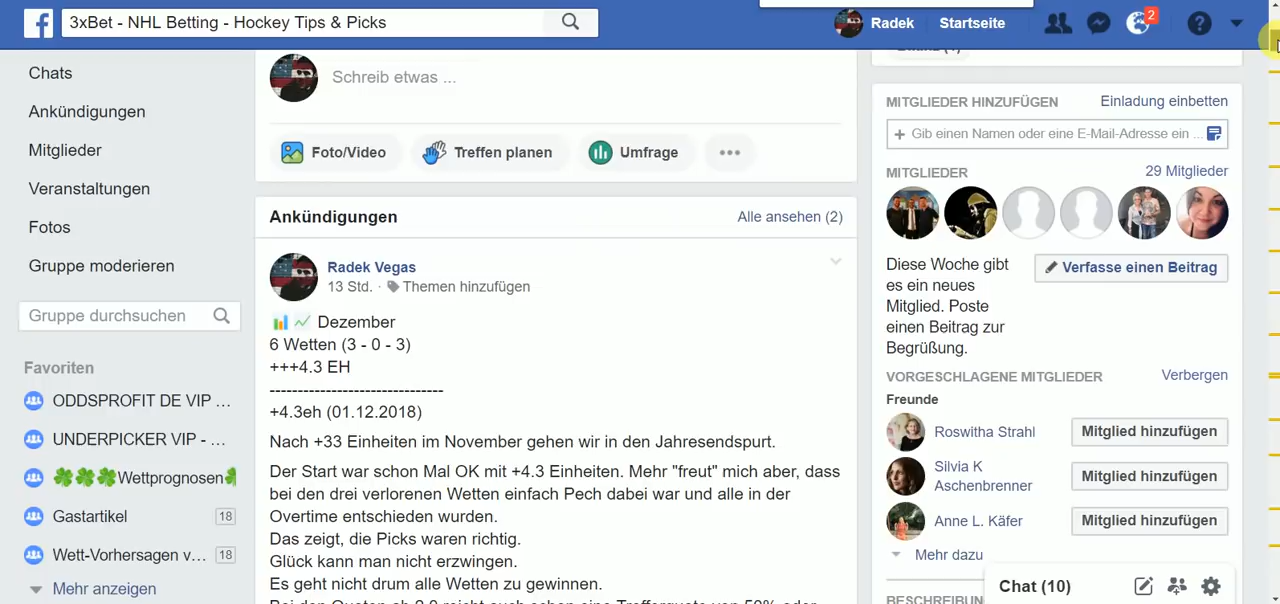 3xBet - NHL Betting - Hockey Tips & Picks
Radek
Startseite
2
Chats
Ankündigungen
Mitglieder
Veranstaltungen
Fotos
Gruppe moderieren
Gruppe durchsuchen
Favoriten
ODDSPROFIT DE VIP ...
UNDERPICKER VIP - ...
Wettprognosen
Gastartikel 18
Wett-Vorhersagen v... 18
Mehr anzeigen
Schreib etwas ...
Foto/Video
Treffen planen
Umfrage
Ankündigungen
Alle ansehen (2)
Radek Vegas
13 Std. · Themen hinzufügen
Dezember
6 Wetten (3 - 0 - 3)
+++4.3 EH
-------------------------------
+4.3eh (01.12.2018)
Nach +33 Einheiten im November gehen wir in den Jahresendspurt.
Der Start war schon Mal OK mit +4.3 Einheiten. Mehr "freut" mich aber, dass
bei den drei verlorenen Wetten einfach Pech dabei war und alle in der
Overtime entschieden wurden.
Das zeigt, die Picks waren richtig.
Glück kann man nicht erzwingen.
Es geht nicht drum alle Wetten zu gewinnen.
MITGLIEDER HINZUFÜGEN
Einladung einbetten
+ Gib einen Namen oder eine E-Mail-Adresse ein ...
MITGLIEDER
29 Mitglieder
Diese Woche gibt
es ein neues
Mitglied. Poste
einen Beitrag zur
Begrüßung.
Verfasse einen Beitrag
VORGESCHLAGENE MITGLIEDER
Verbergen
Freunde
Roswitha Strahl
Mitglied hinzufügen
Silvia K
Aschenbrenner
Mitglied hinzufügen
Anne L. Käfer
Mitglied hinzufügen
Mehr dazu
BESCHREIBUNG
Chat (10)